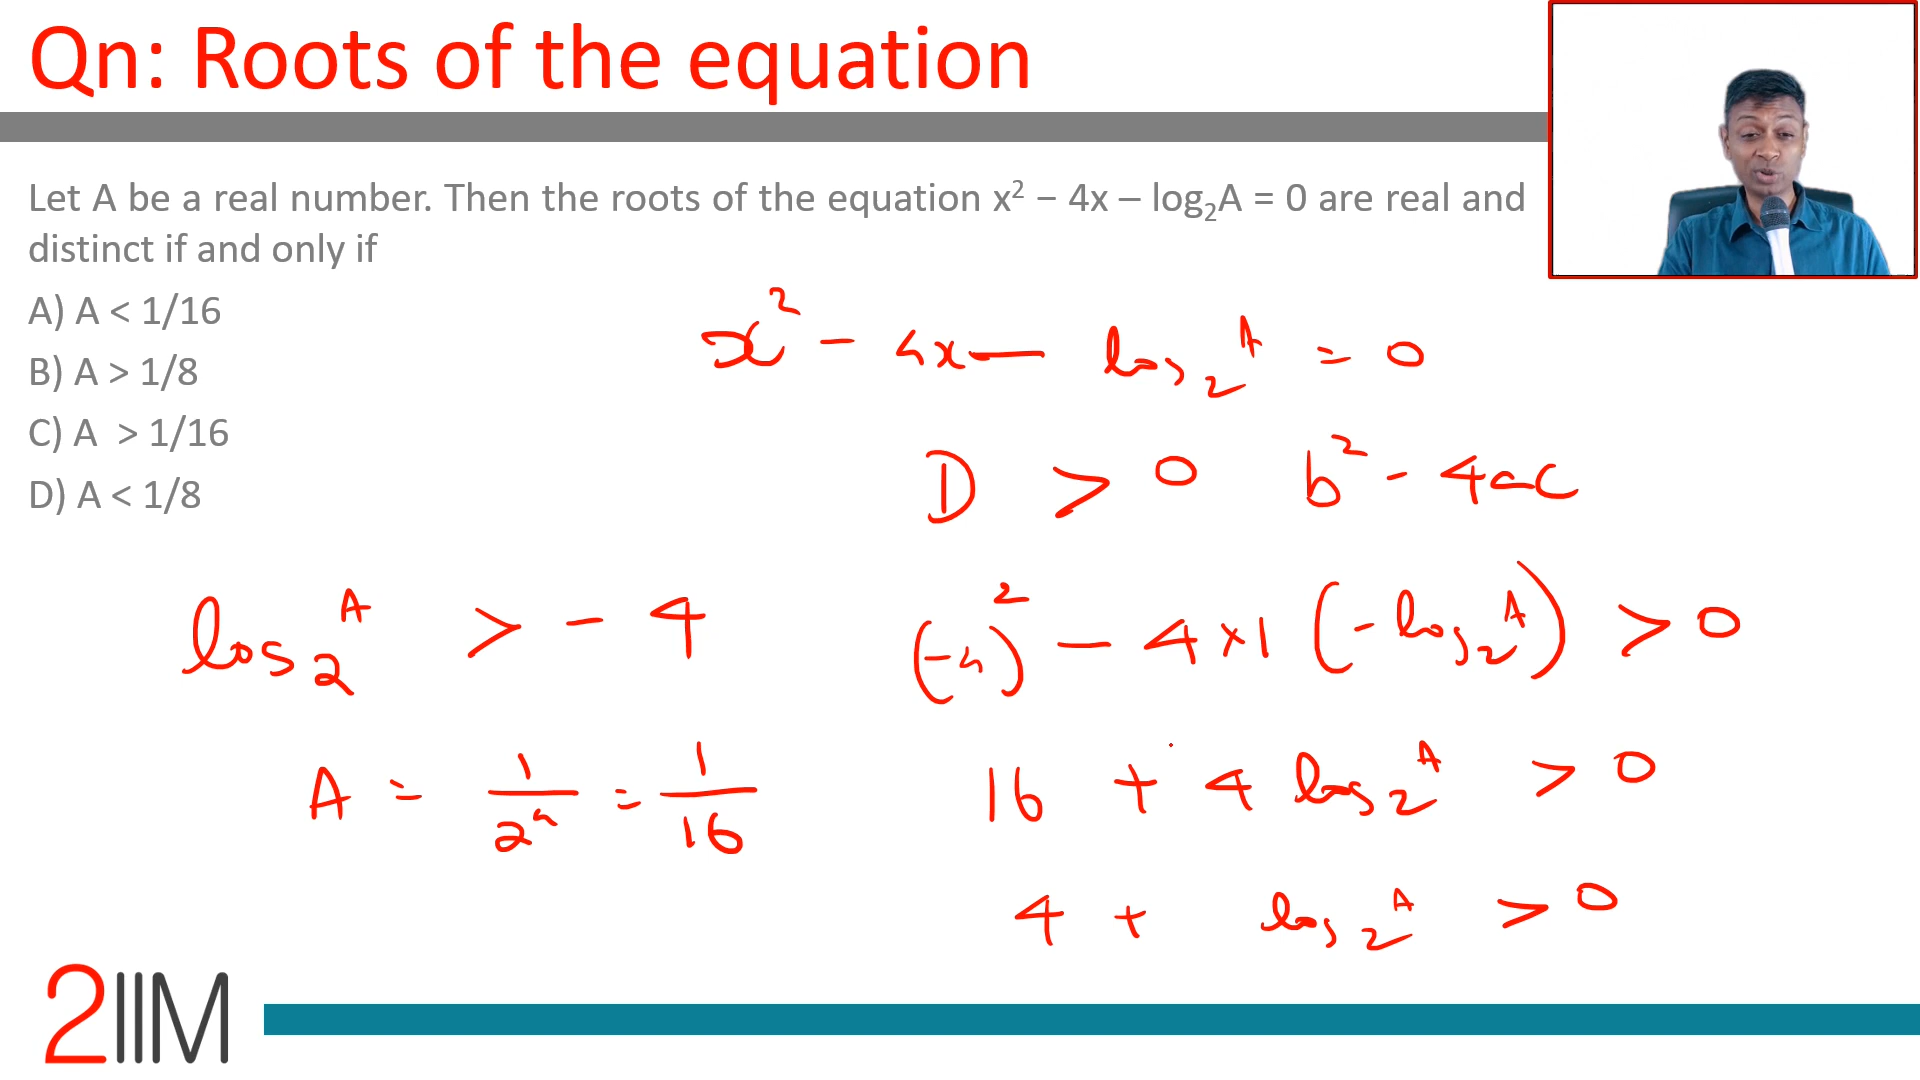 Qn: Roots of the equation
Let A be a real number. Then the roots of the equation x² − 4x – log₂A = 0 are real and
distinct if and only if
A) A < 1/16
B) A > 1/8
C) A > 1/16
D) A < 1/8
x² − 4x — log₂A = 0
D > 0 b² - 4ac
(−4)² − 4×1 (−log₂A) > 0
16 + 4 log₂A > 0
4 + log₂A > 0
log₂A > − 4
A = 1/2⁴ = 1/16
2IIM